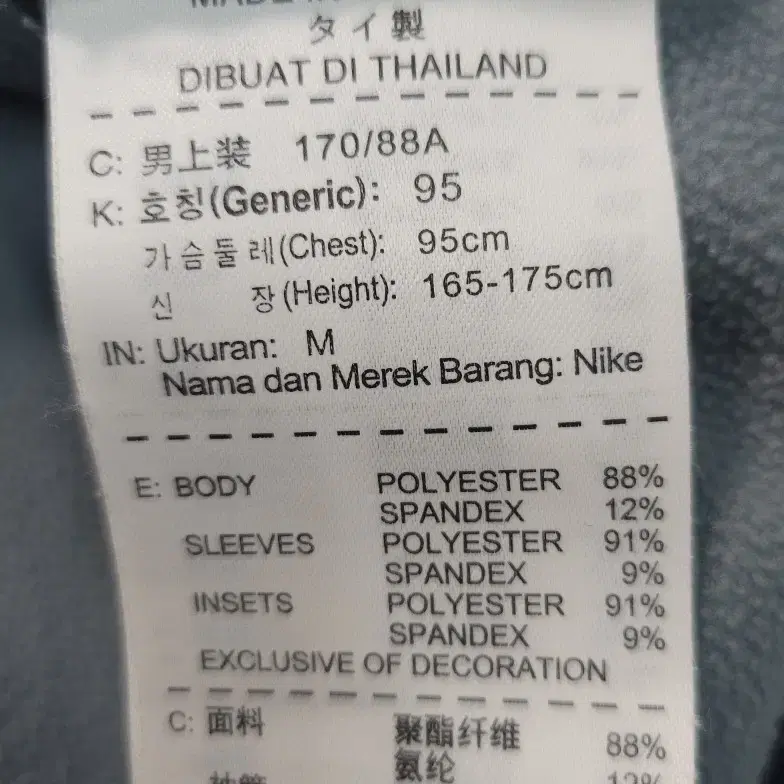 MADE IN
タイ製
DIBUAT DI THAILAND
C: 男上装 170/88A
K: 호칭(Generic): 95
가슴둘레(Chest): 95cm
신 장(Height): 165-175cm
IN: Ukuran: M
Nama dan Merek Barang: Nike
E: BODY POLYESTER 88%
SPANDEX 12%
SLEEVES POLYESTER 91%
SPANDEX 9%
INSETS POLYESTER 91%
SPANDEX 9%
EXCLUSIVE OF DECORATION
C: 面料 聚酯纤维 88%
氨纶 12%